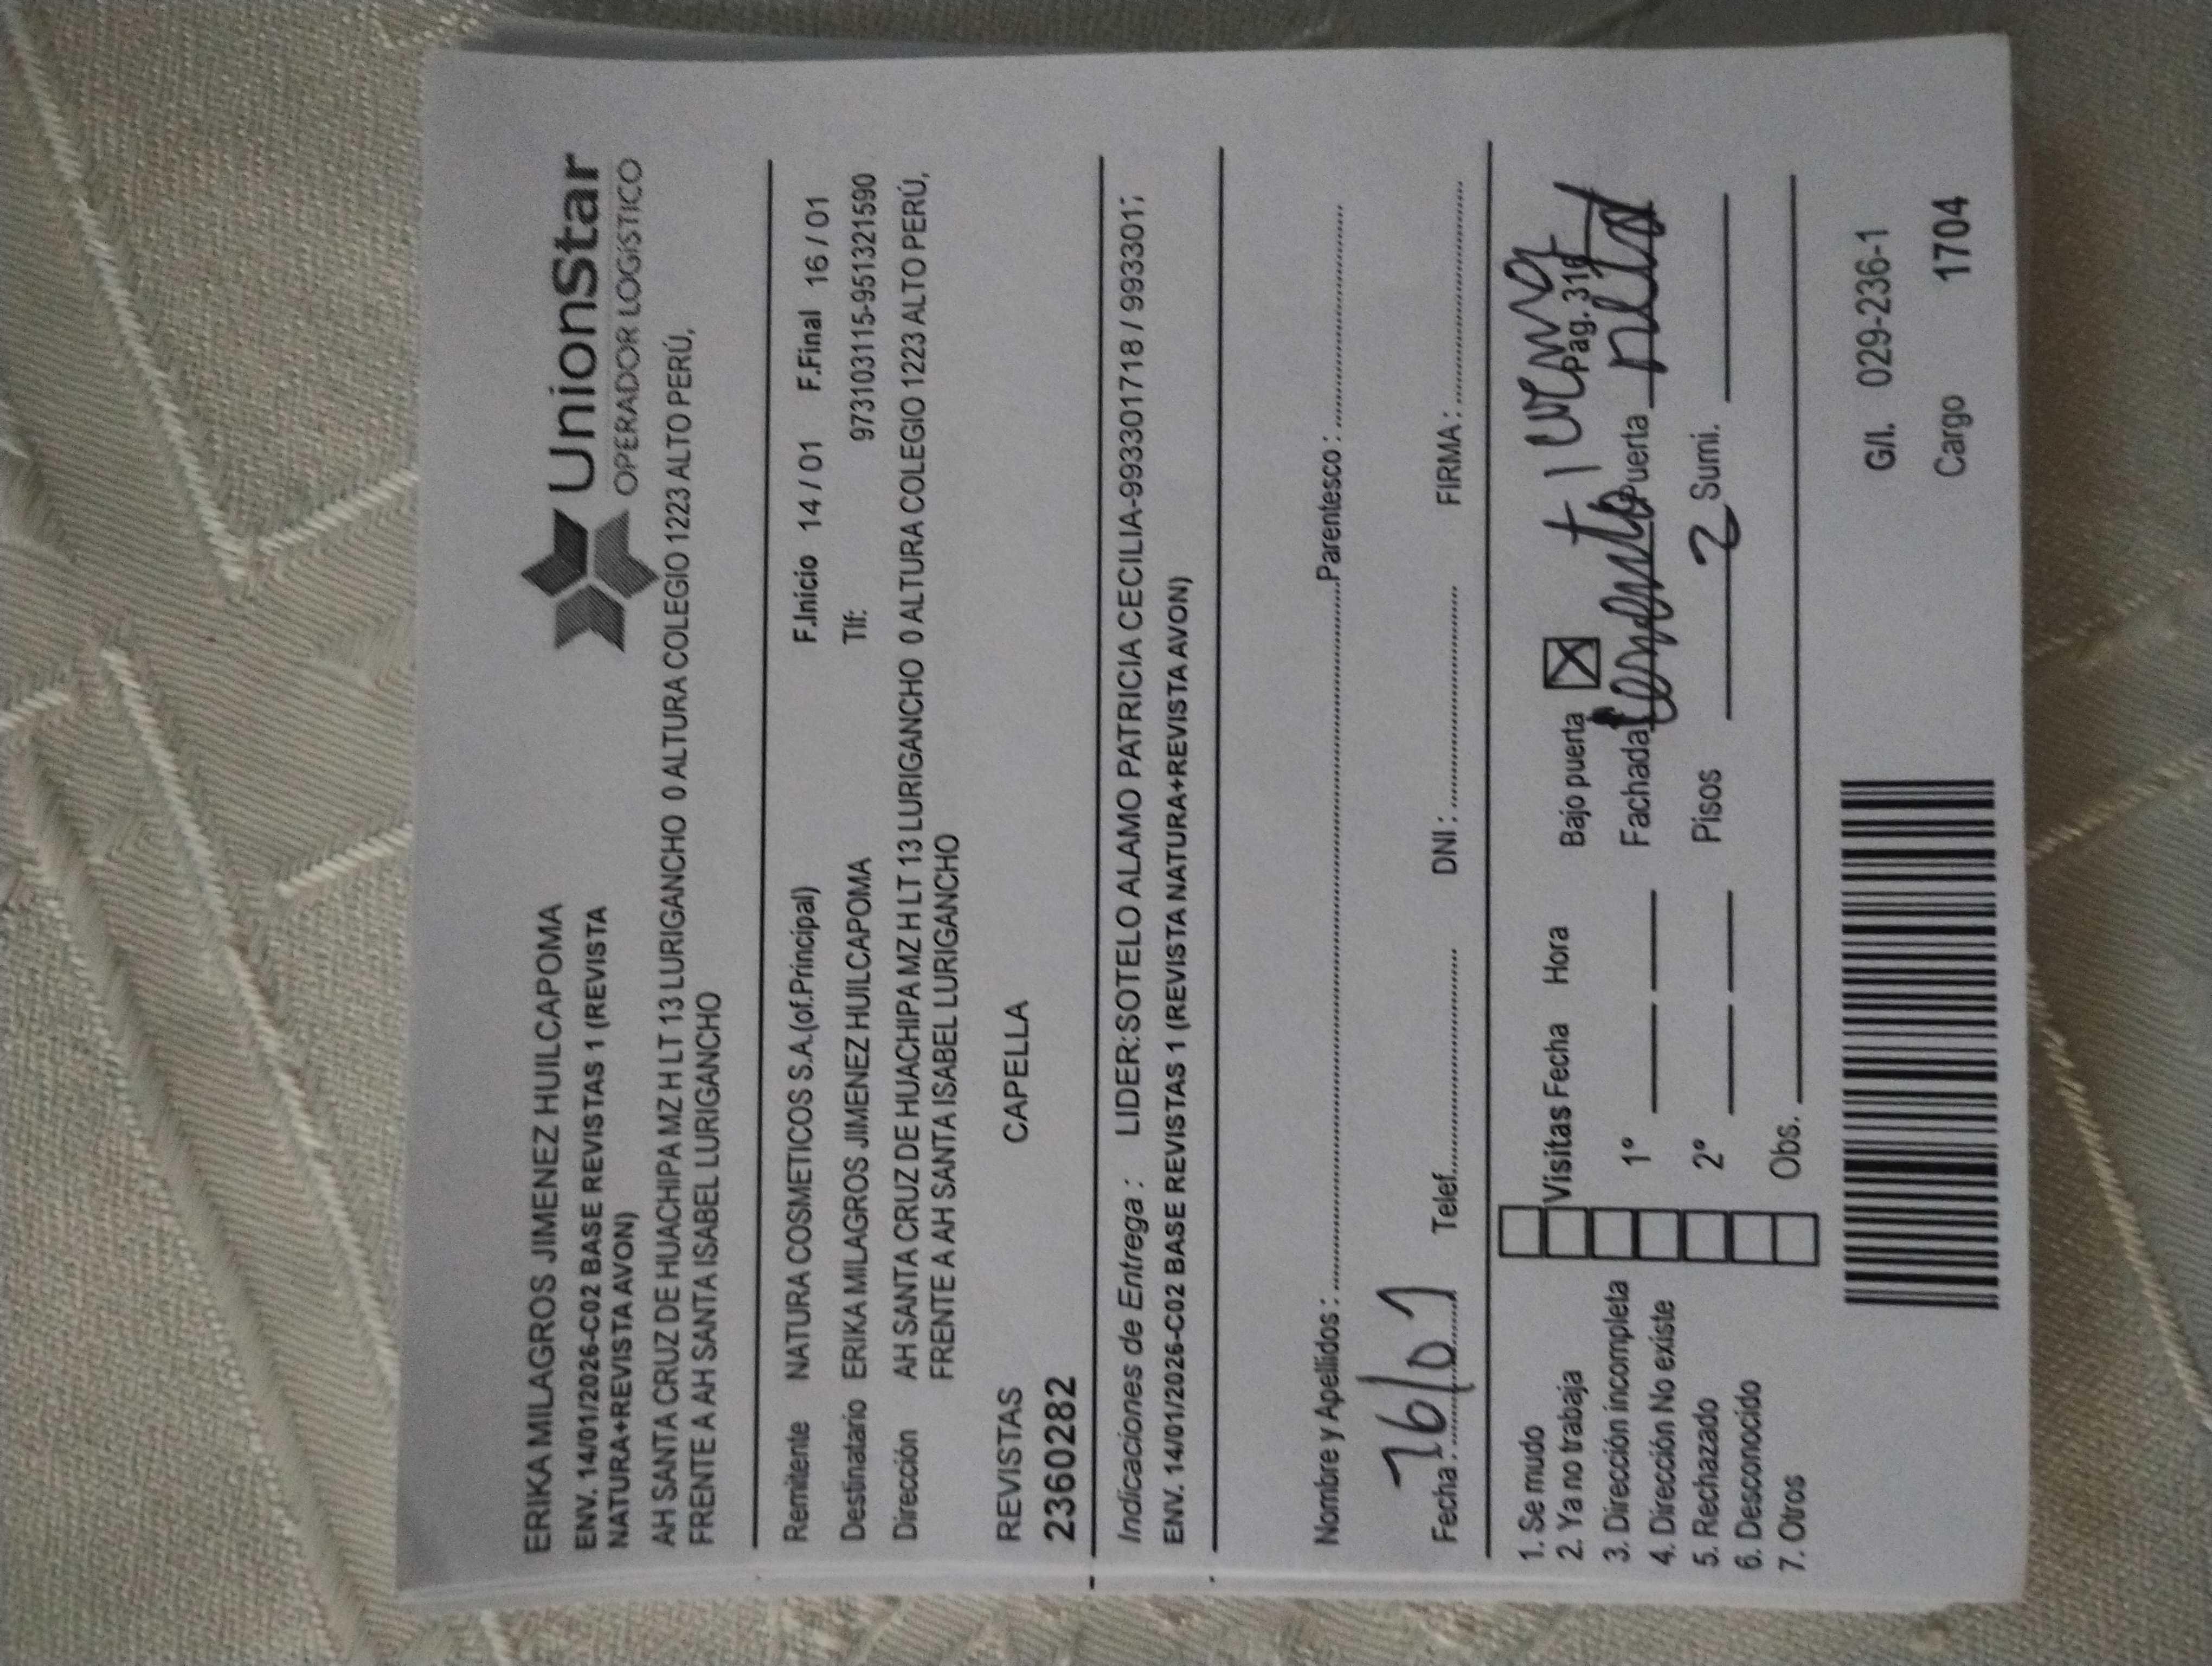 UnionStar
OPERADOR LOGíSTICO
ERIKA MILAGROS JIMENEZ HUILCAPOMA
ENV. 14/01/2026-C02 BASE REVISTAS 1 (REVISTA
NATURA+REVISTA AVON)
AH SANTA CRUZ DE HUACHIPA MZ H LT 13 LURIGANCHO 0 ALTURA COLEGIO 1223 ALTO PERÚ,
FRENTE A AH SANTA ISABEL LURIGANCHO
Remitente NATURA COSMETICOS S.A.(of.Principal) F.Inicio 14 / 01 F.Final 16 / 01
Destinatario ERIKA MILAGROS JIMENEZ HUILCAPOMA Tlf: 973103115-951321590
Dirección AH SANTA CRUZ DE HUACHIPA MZ H LT 13 LURIGANCHO 0 ALTURA COLEGIO 1223 ALTO PERÚ,
FRENTE A AH SANTA ISABEL LURIGANCHO
REVISTAS CAPELLA
23602282
Indicaciones de Entrega : LIDER:SOTELO ALAMO PATRICIA CECILIA-993301718 / 993301;
ENV. 14/01/2026-C02 BASE REVISTAS 1 (REVISTA NATURA+REVISTA AVON)
Nombre y Apellidos : Parentesco :
Fecha : 16/01 Telef. DNI : FIRMA :
1. Se mudo
2. Ya no trabaja Visitas Fecha Hora Bajo puerta Pag. 316
3. Dirección incompleta 1º Fachada Puerta
4. Dirección No existe
5. Rechazado 2º Pisos 2 Sumi.
6. Desconocido
7. Otros Obs.
G/I. 029-236-1
Cargo 1704